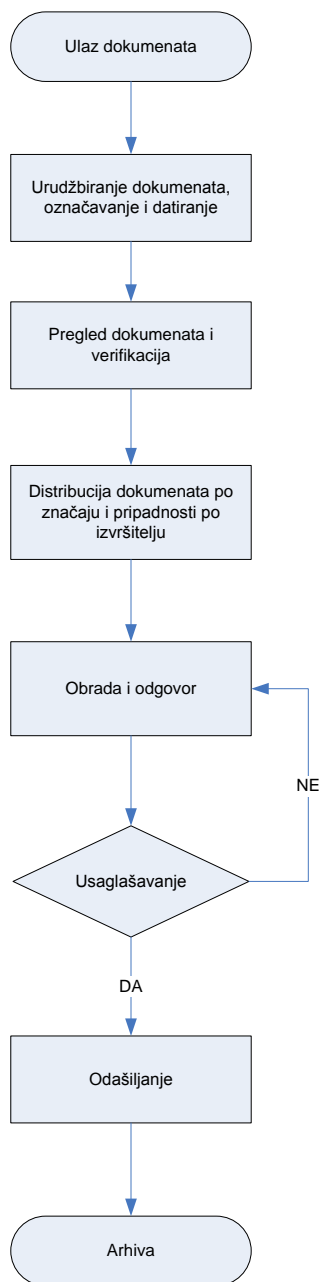 Ulaz dokumenata
Urudžbiranje dokumenata,
označavanje i datiranje
Pregled dokumenata i
verifikacija
Distribucija dokumenata po
značaju i pripadnosti po
izvršitelju
Obrada i odgovor
NE
Usaglašavanje
DA
Odašiljanje
Arhiva